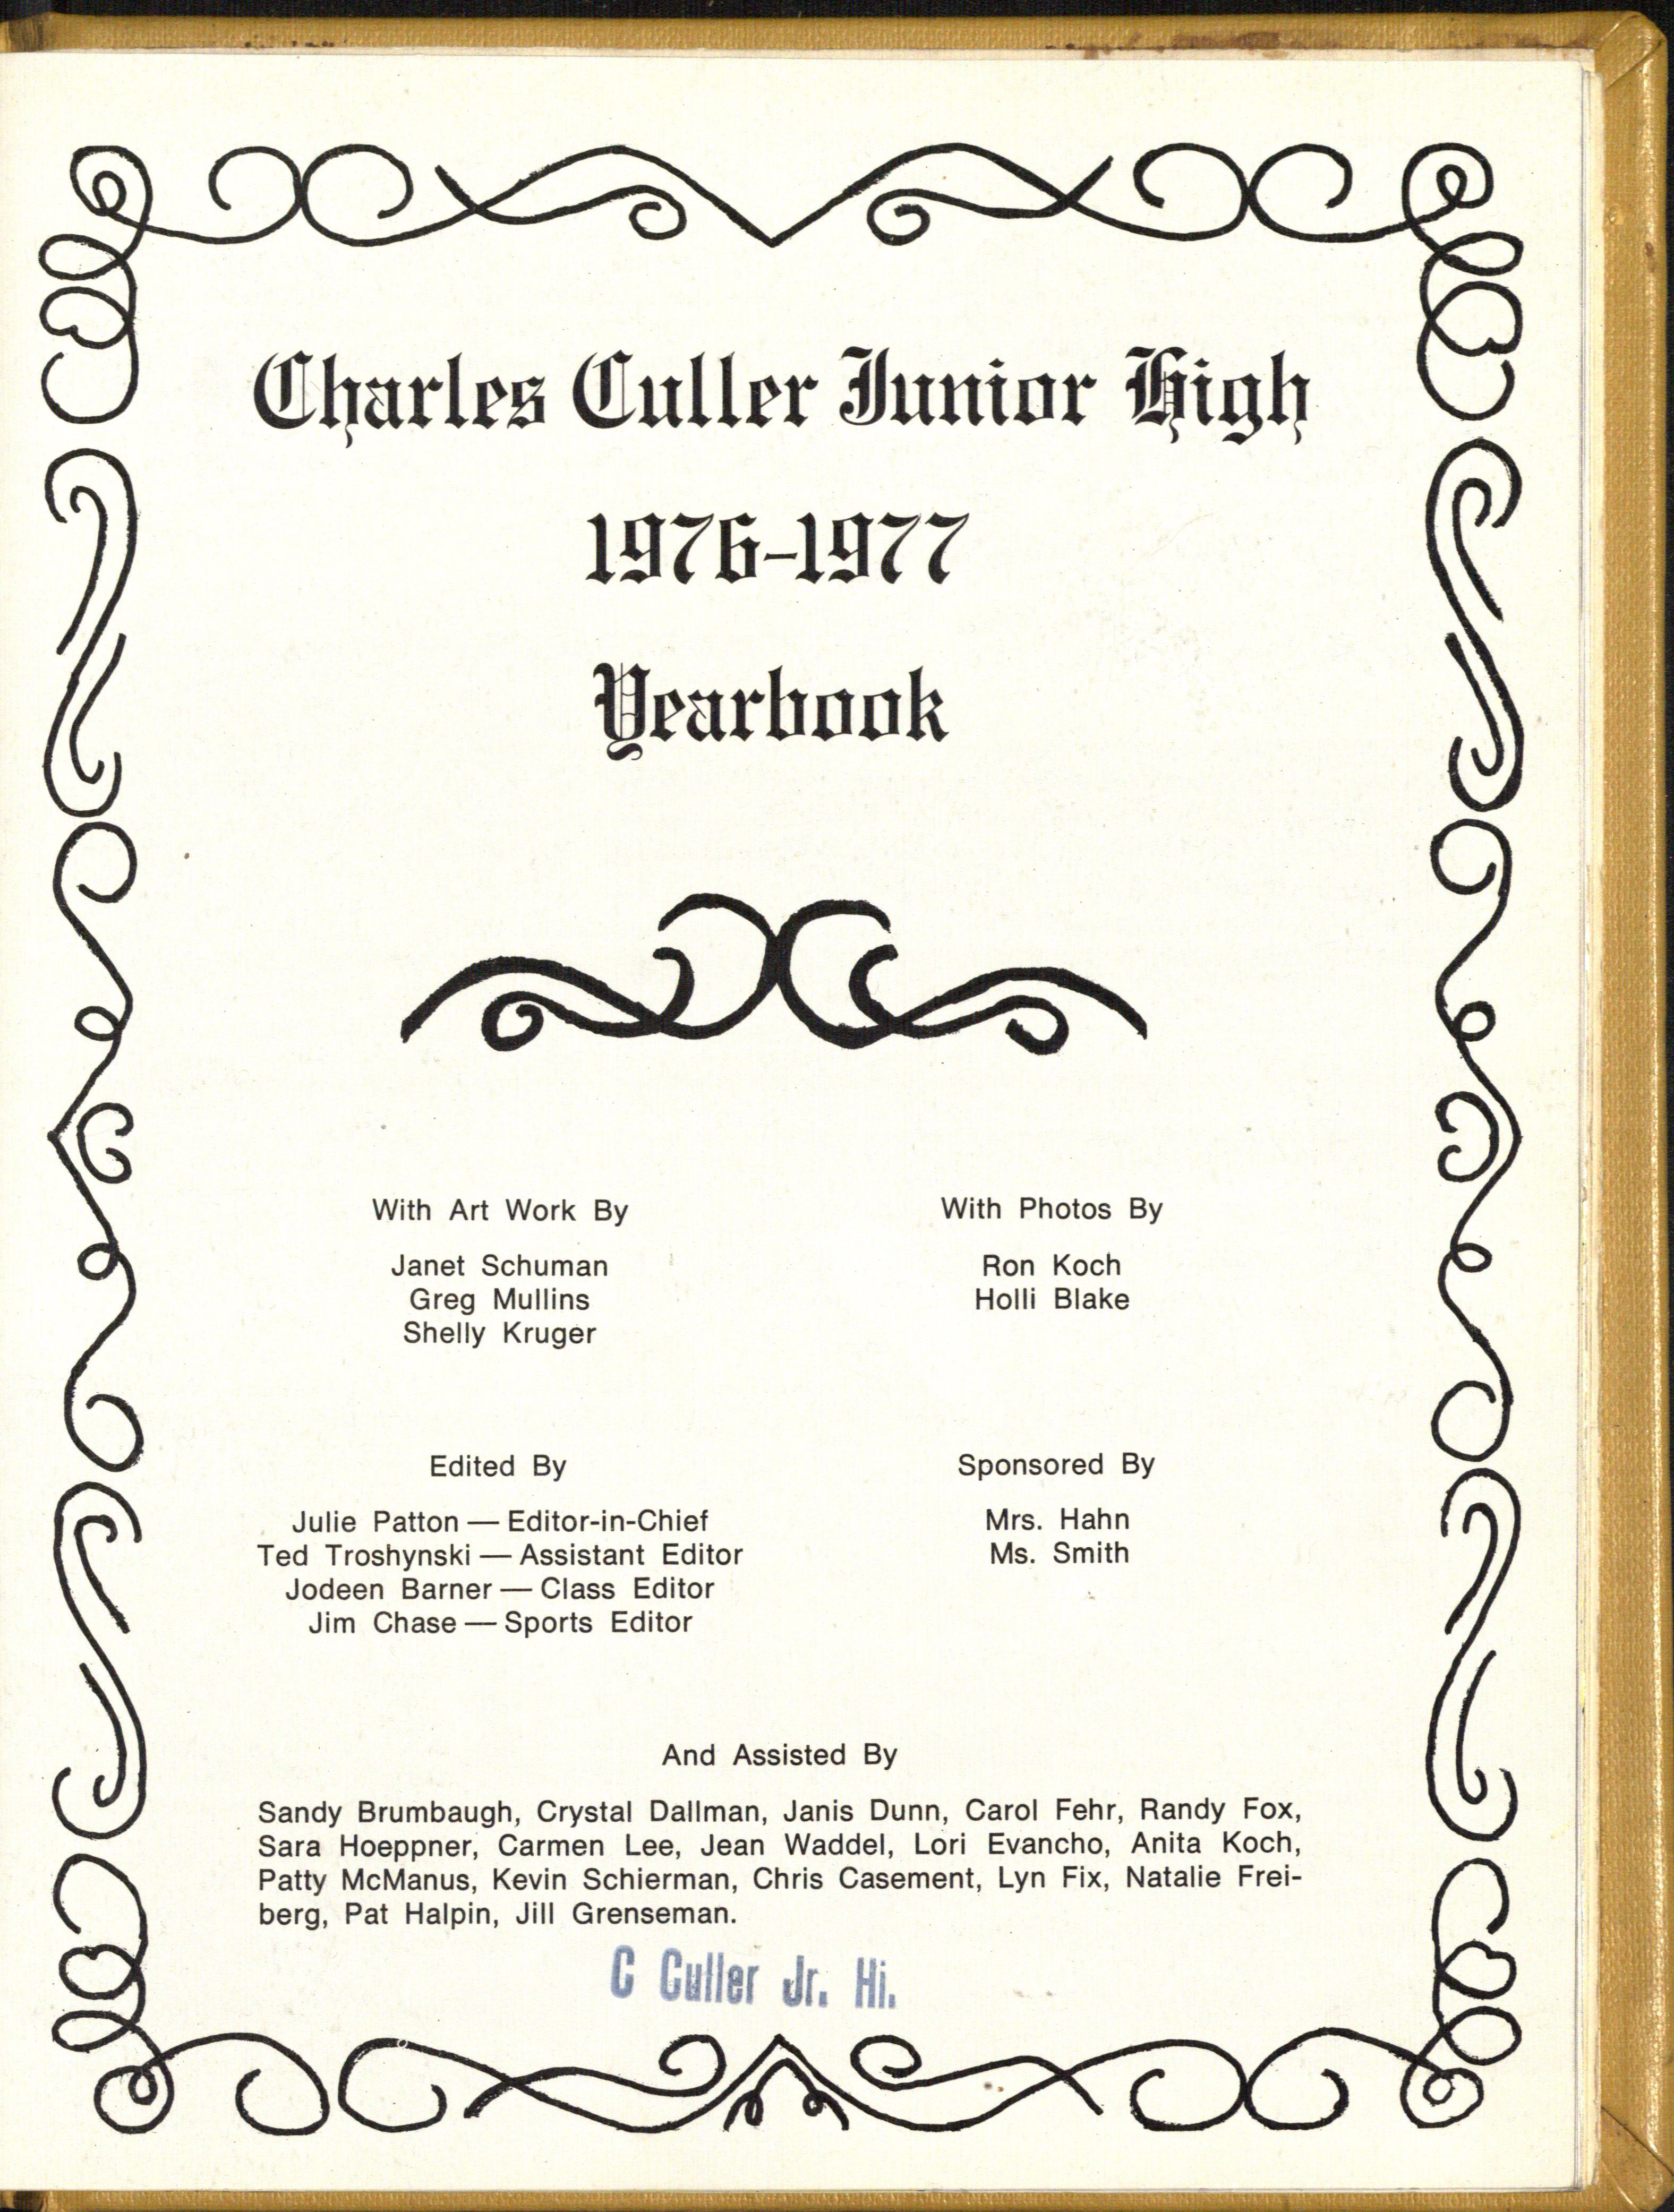 Charles Culler Junior High
1976-1977
Yearbook
With Art Work By
Janet Schuman
Greg Mullins
Shelly Kruger
With Photos By
Ron Koch
Holli Blake
Edited By
Julie Patton — Editor-in-Chief
Ted Troshynski — Assistant Editor
Jodeen Barner — Class Editor
Jim Chase — Sports Editor
Sponsored By
Mrs. Hahn
Ms. Smith
And Assisted By
Sandy Brumbaugh, Crystal Dallman, Janis Dunn, Carol Fehr, Randy Fox,
Sara Hoeppner, Carmen Lee, Jean Waddel, Lori Evancho, Anita Koch,
Patty McManus, Kevin Schierman, Chris Casement, Lyn Fix, Natalie Frei-
berg, Pat Halpin, Jill Grenseman.
C Culler Jr. Hi.